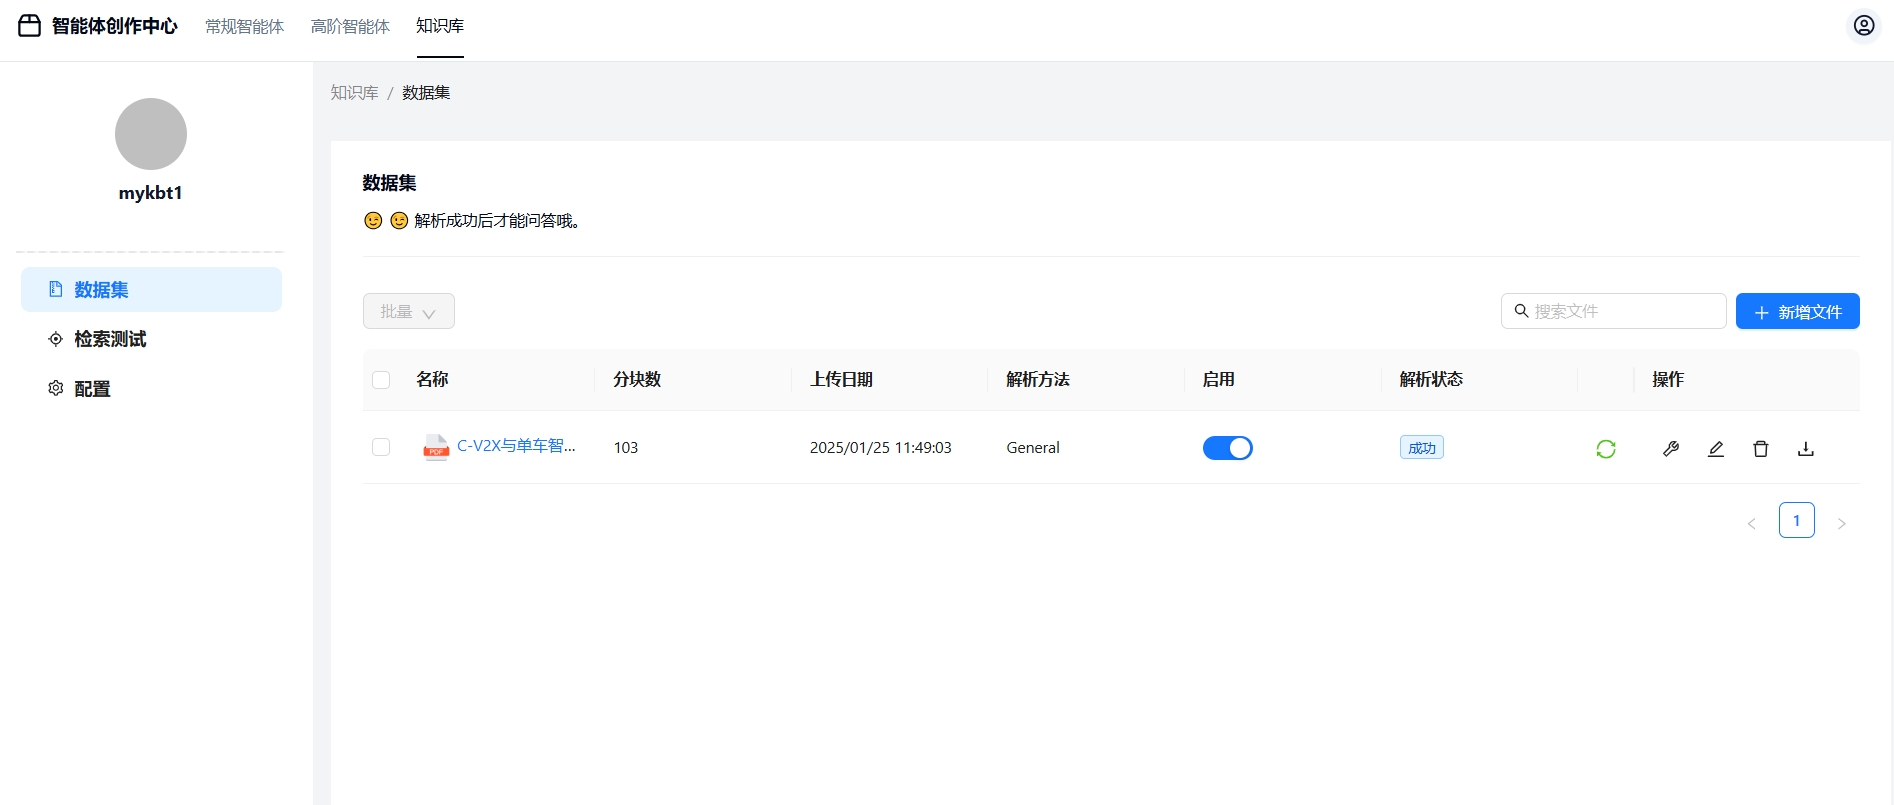 智能体创作中心 常规智能体 高阶智能体 知识库
知识库 / 数据集
mykbt1
数据集
检索测试
配置
数据集
解析成功后才能问答哦。
批量
搜索文件
+ 新增文件
名称 分块数 上传日期 解析方法 启用 解析状态 操作
PDF C-V2X与单车智... 103 2025/01/25 11:49:03 General 成功
< 1 >